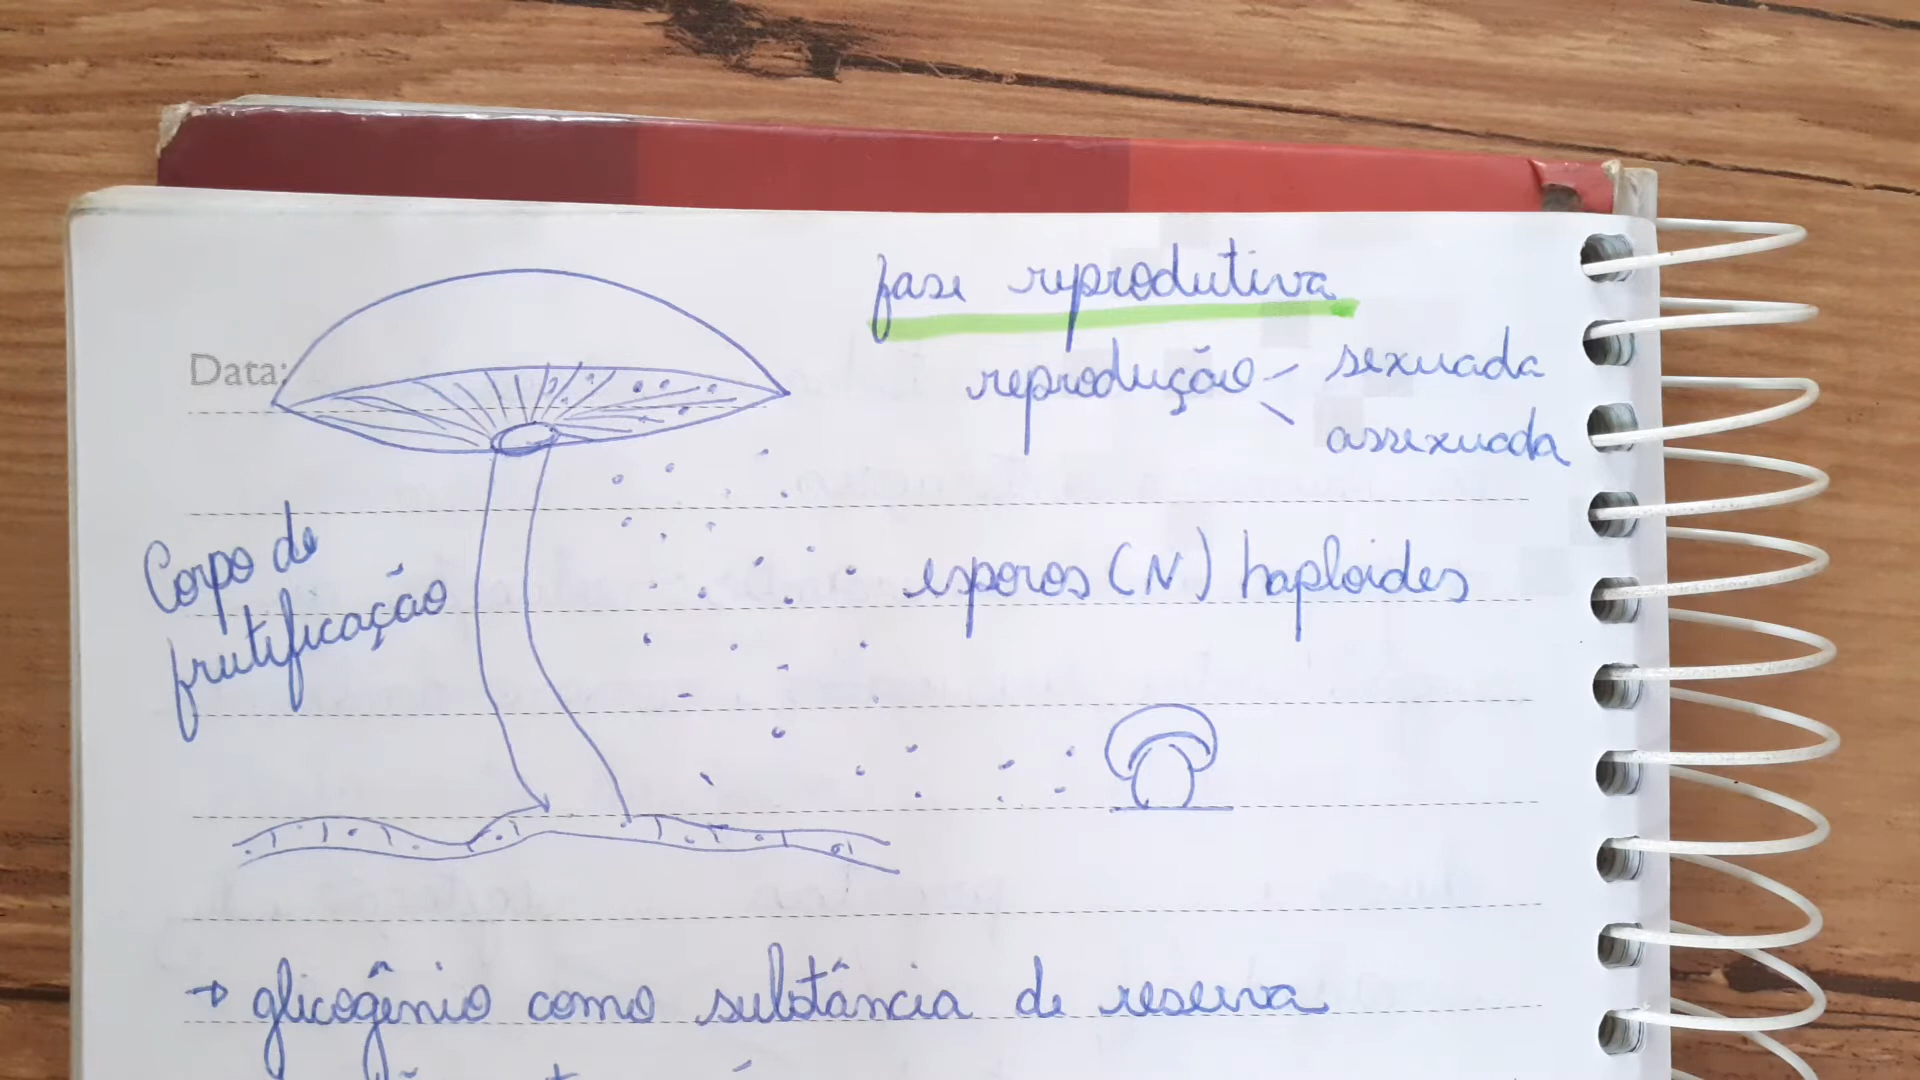 fase reprodutiva
Data:
reprodução
sexuada
assexuada
Corpo de
frutificação
esporos (N) haploides
→ glicogênio como substância de reserva